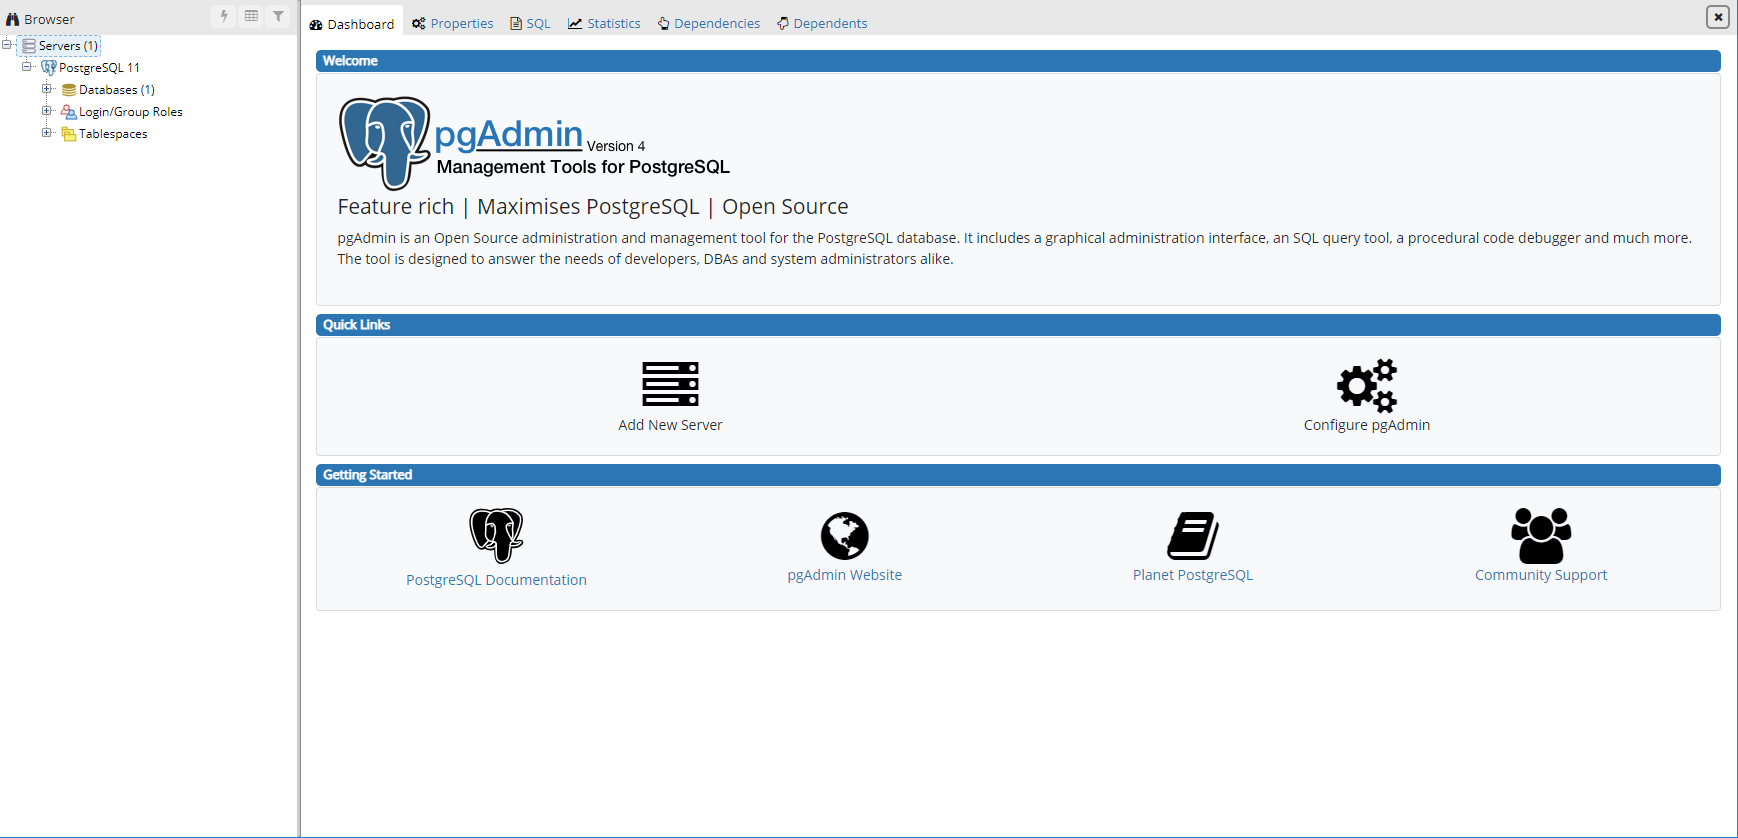 Browser
Servers (1)
PostgreSQL 11
Databases (1)
Login/Group Roles
Tablespaces
Dashboard Properties SQL Statistics Dependencies Dependents
Welcome
pgAdmin Version 4
Management Tools for PostgreSQL
Feature rich | Maximises PostgreSQL | Open Source
pgAdmin is an Open Source administration and management tool for the PostgreSQL database. It includes a graphical administration interface, an SQL query tool, a procedural code debugger and much more.
The tool is designed to answer the needs of developers, DBAs and system administrators alike.
Quick Links
Add New Server Configure pgAdmin
Getting Started
PostgreSQL Documentation pgAdmin Website Planet PostgreSQL Community Support